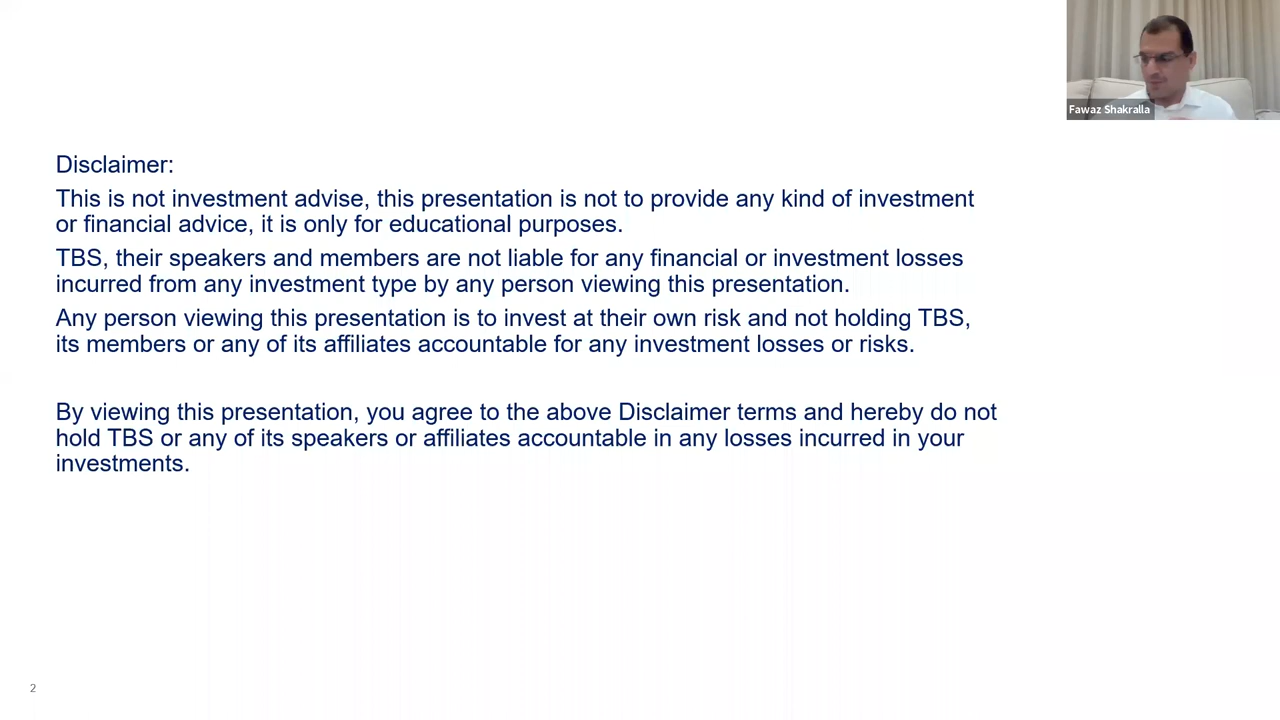 Fawaz Shakralla
Disclaimer:
This is not investment advise, this presentation is not to provide any kind of investment
or financial advice, it is only for educational purposes.
TBS, their speakers and members are not liable for any financial or investment losses
incurred from any investment type by any person viewing this presentation.
Any person viewing this presentation is to invest at their own risk and not holding TBS,
its members or any of its affiliates accountable for any investment losses or risks.
By viewing this presentation, you agree to the above Disclaimer terms and hereby do not
hold TBS or any of its speakers or affiliates accountable in any losses incurred in your
investments.
2